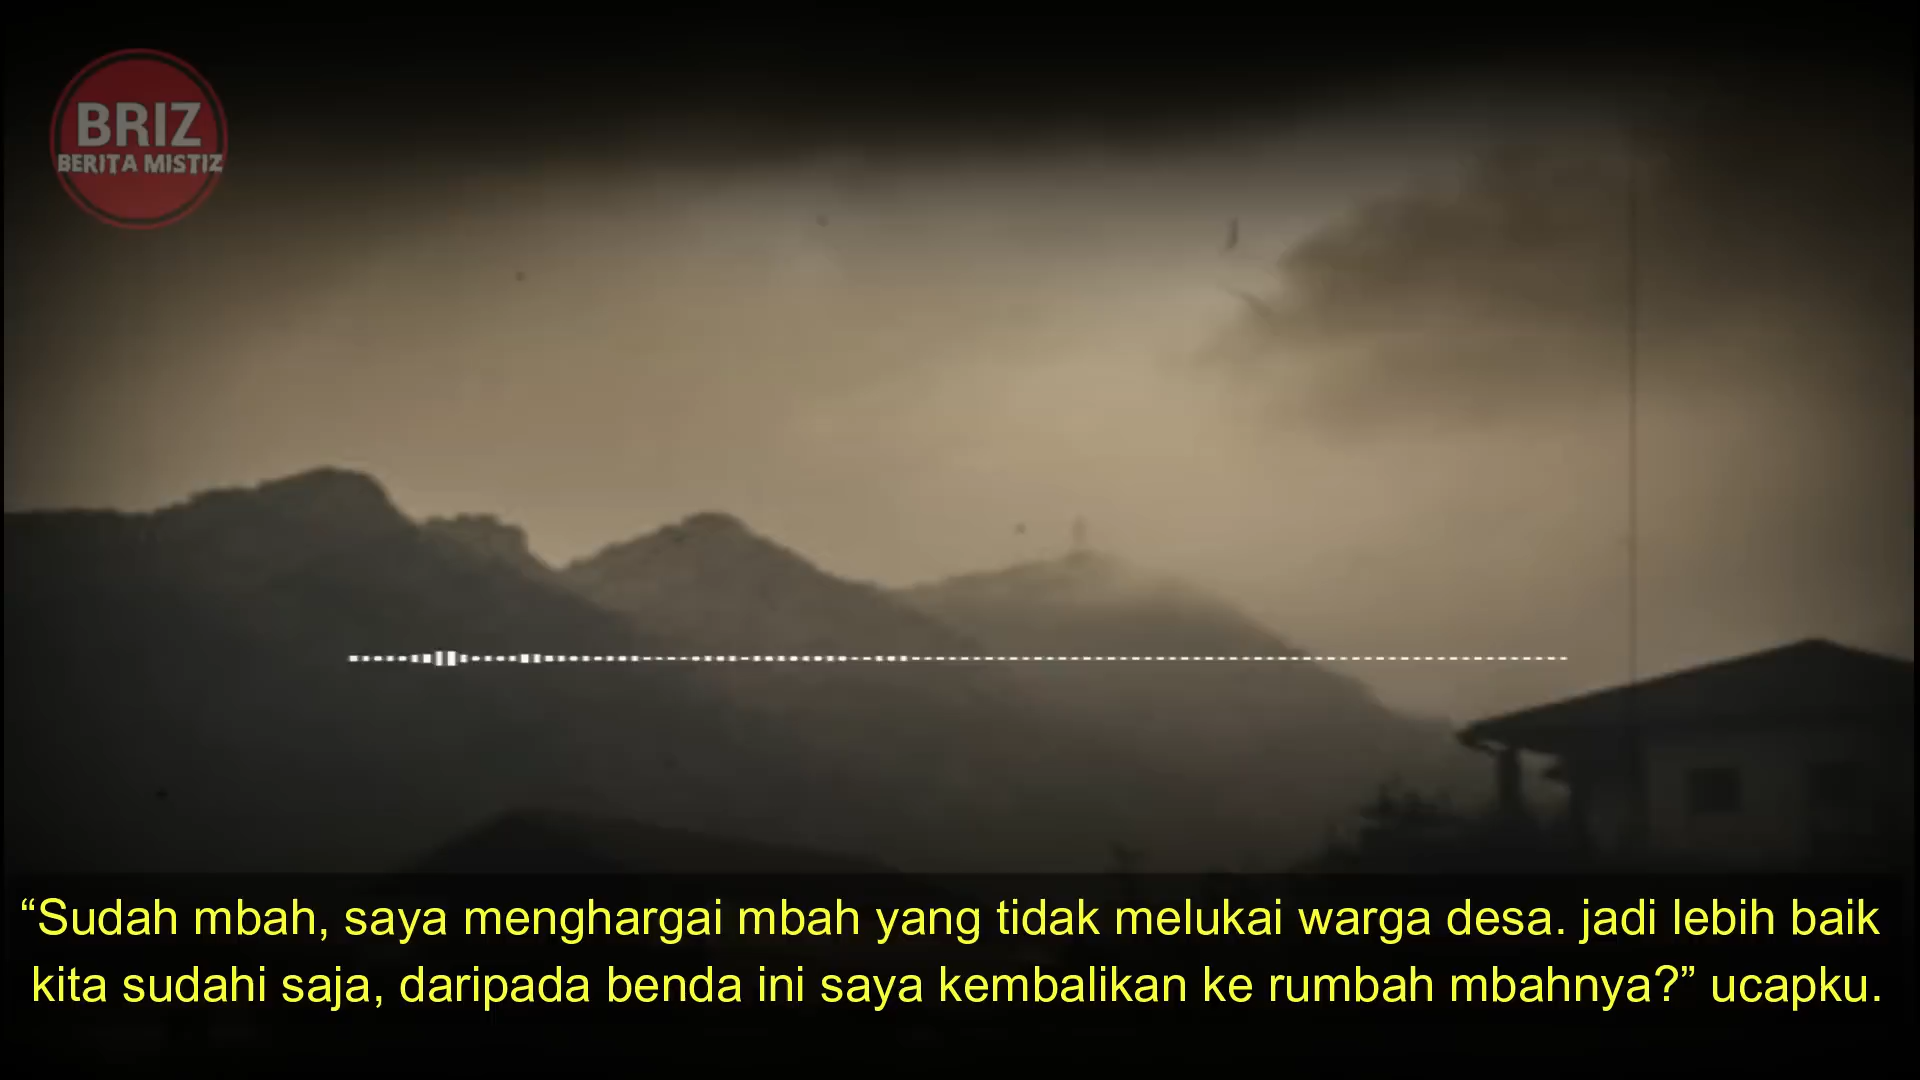 BRIZ
BERITA MISTIZ
“Sudah mbah, saya menghargai mbah yang tidak melukai warga desa. jadi lebih baik
kita sudahi saja, daripada benda ini saya kembalikan ke rumbah mbahnya?” ucapku.